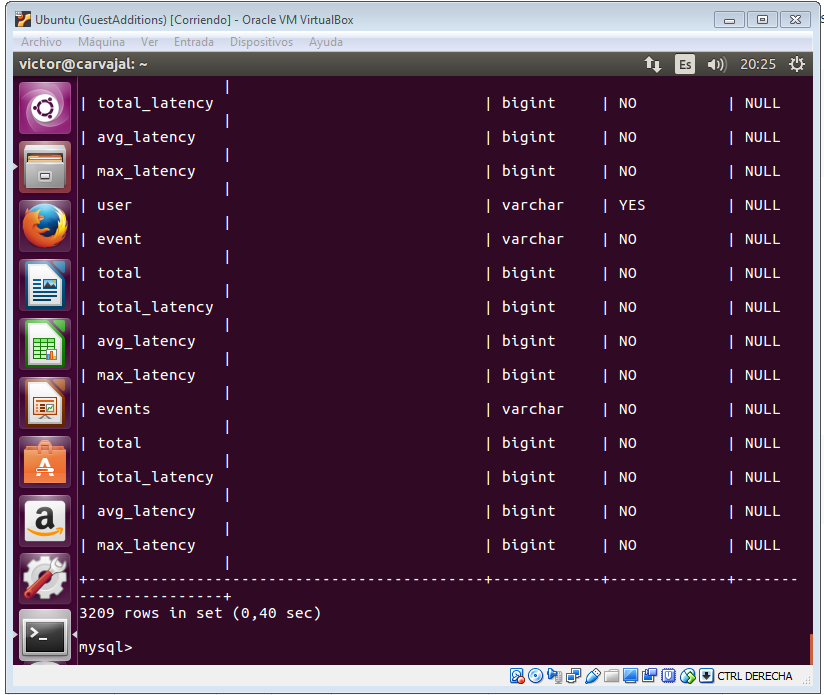 Ubuntu (GuestAdditions) [Corriendo] - Oracle VM VirtualBox
Archivo Máquina Ver Entrada Dispositivos Ayuda
victor@carvajal: ~ Es 20:25
|
| total_latency | bigint | NO | NULL
|
| avg_latency | bigint | NO | NULL
|
| max_latency | bigint | NO | NULL
|
| user | varchar | YES | NULL
|
| event | varchar | NO | NULL
|
| total | bigint | NO | NULL
|
| total_latency | bigint | NO | NULL
|
| avg_latency | bigint | NO | NULL
|
| max_latency | bigint | NO | NULL
|
| events | varchar | NO | NULL
|
| total | bigint | NO | NULL
|
| total_latency | bigint | NO | NULL
|
| avg_latency | bigint | NO | NULL
|
| max_latency | bigint | NO | NULL
|
+--------------------------------------------+------------+-------------+-------
----------------+
3209 rows in set (0,40 sec)
mysql>
CTRL DERECHA